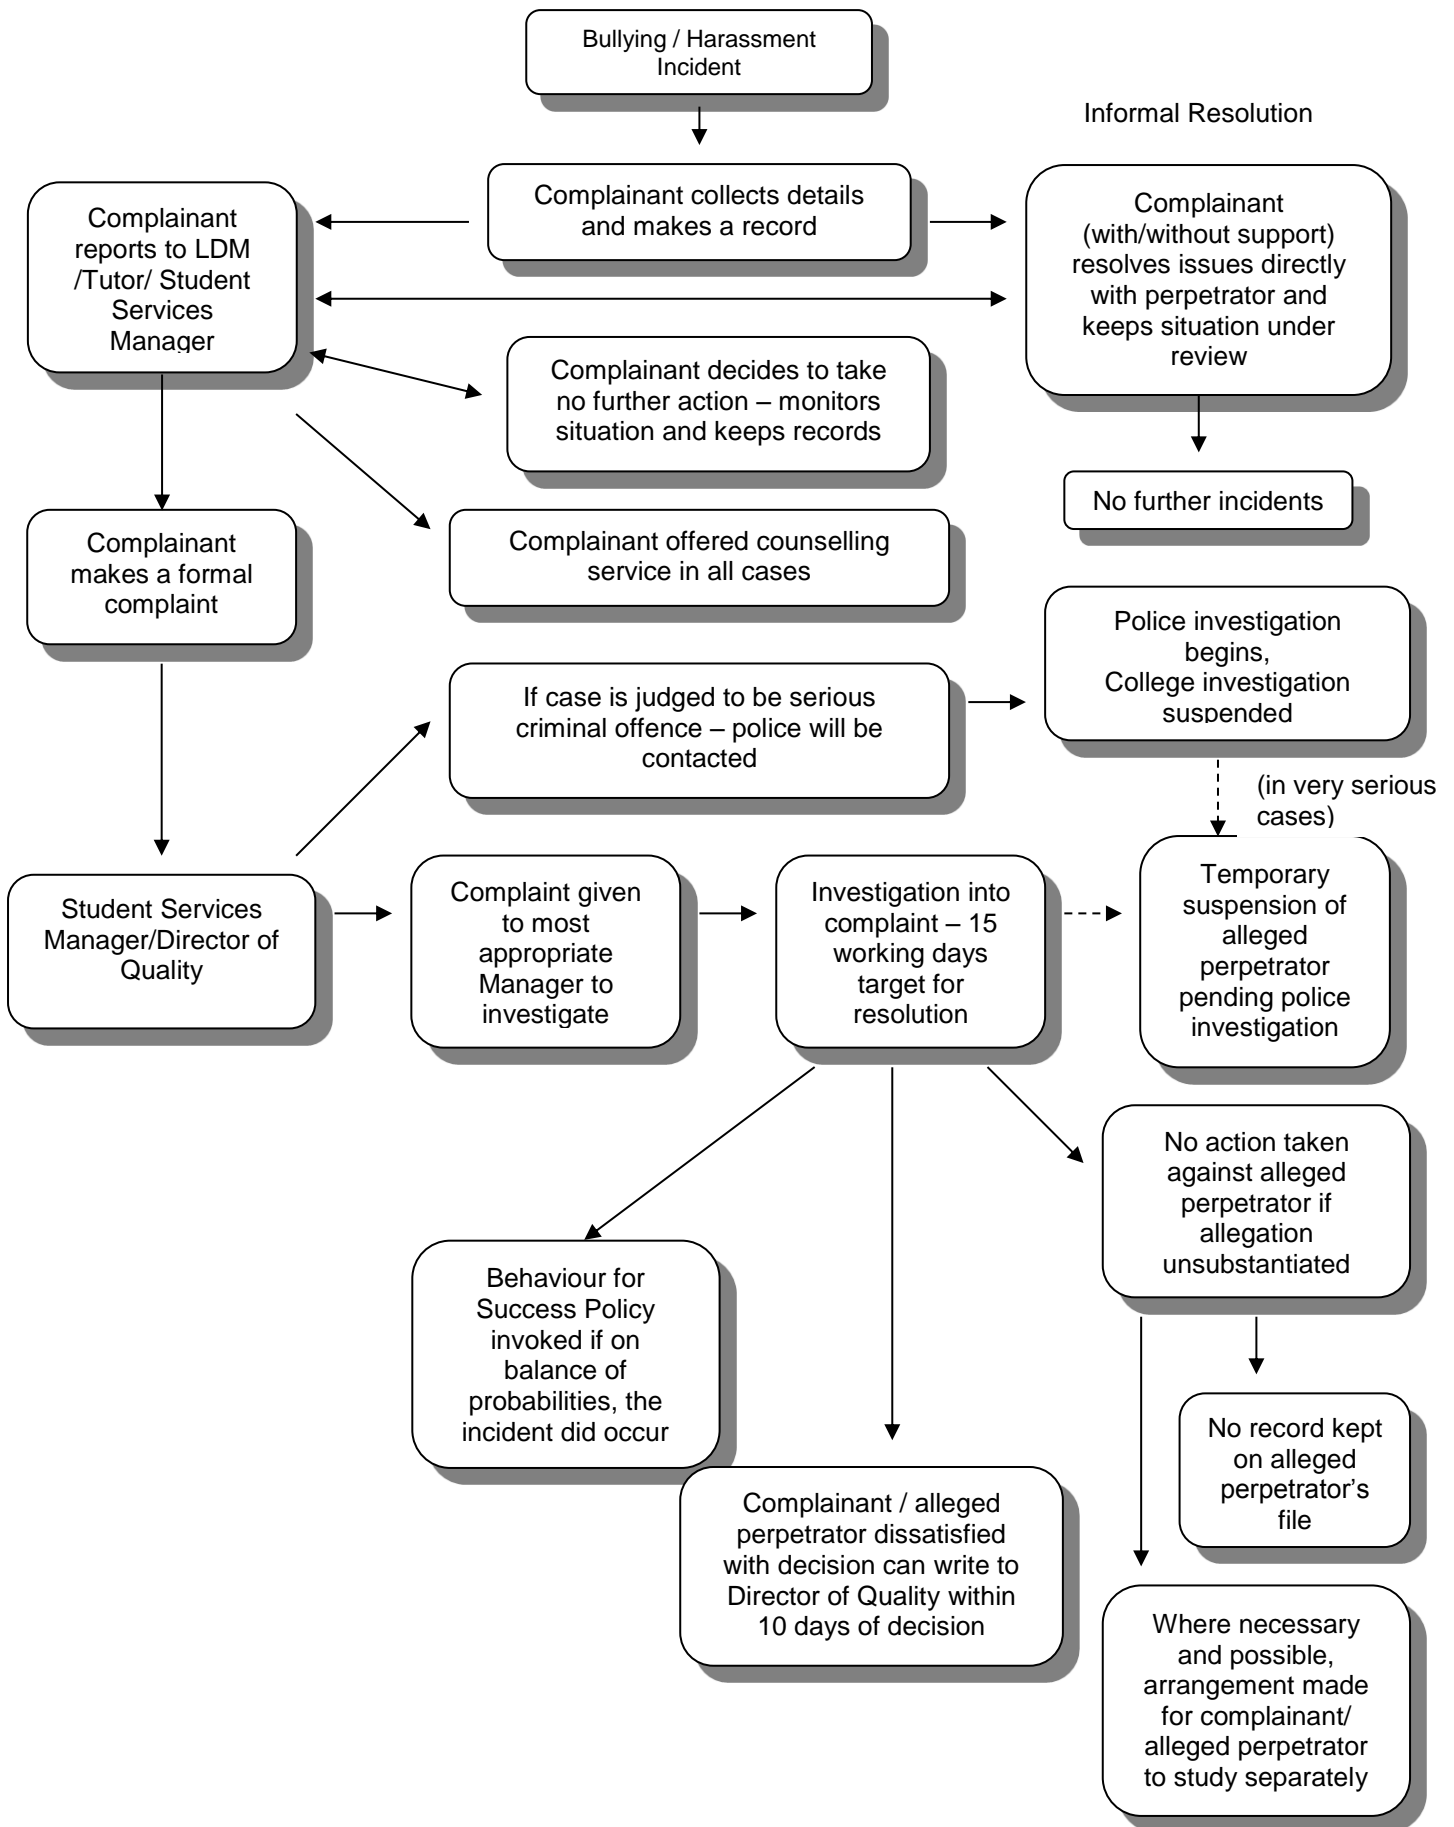 Bullying / Harassment
Incident
Informal Resolution
Complainant collects details
and makes a record
Complainant
reports to LDM
/Tutor/ Student
Services
Manager
Complainant
(with/without support)
resolves issues directly
with perpetrator and
keeps situation under
review
Complainant decides to take
no further action – monitors
situation and keeps records
No further incidents
Complainant offered counselling
service in all cases
Complainant
makes a formal
complaint
Police investigation
begins,
College investigation
suspended
If case is judged to be serious
criminal offence – police will be
contacted
(in very serious
cases)
Student Services
Manager/Director of
Quality
Complaint given
to most
appropriate
Manager to
investigate
Investigation into
complaint – 15
working days
target for
resolution
Temporary
suspension of
alleged
perpetrator
pending police
investigation
No action taken
against alleged
perpetrator if
allegation
unsubstantiated
Behaviour for
Success Policy
invoked if on
balance of
probabilities, the
incident did occur
No record kept
on alleged
perpetrator’s
file
Complainant / alleged
perpetrator dissatisfied
with decision can write to
Director of Quality within
10 days of decision
Where necessary
and possible,
arrangement made
for complainant/
alleged perpetrator
to study separately